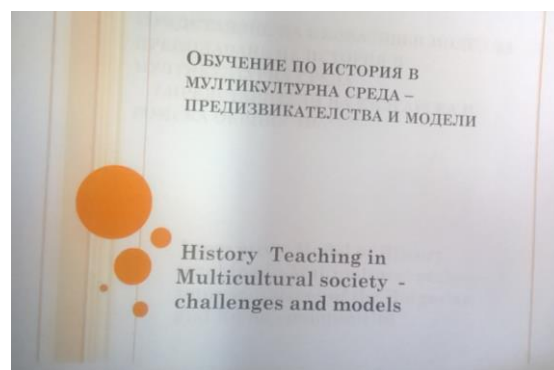 ОБУЧЕНИЕ ПО ИСТОРИЯ В
МУЛТИКУЛТУРНА СРЕДА –
ПРЕДИЗВИКАТЕЛСТВА И МОДЕЛИ
History Teaching in
Multicultural society -
challenges and models